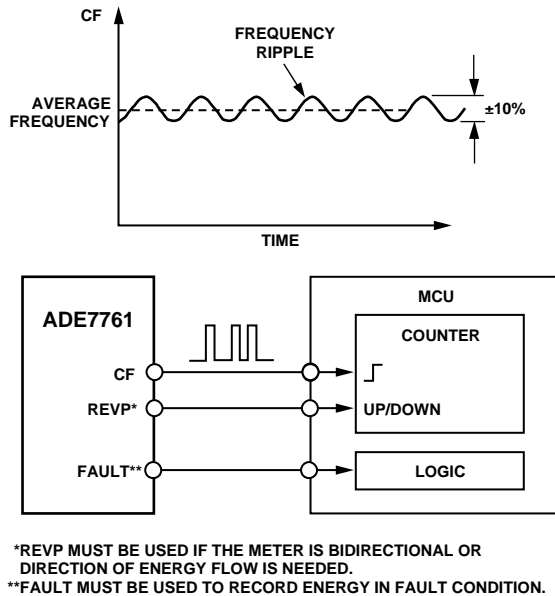 CF
FREQUENCY
RIPPLE
AVERAGE
FREQUENCY
±10%
TIME
ADE7761
MCU
COUNTER
CF
REVP*
UP/DOWN
FAULT**
LOGIC
*REVP MUST BE USED IF THE METER IS BIDIRECTIONAL OR
DIRECTION OF ENERGY FLOW IS NEEDED.
**FAULT MUST BE USED TO RECORD ENERGY IN FAULT CONDITION.